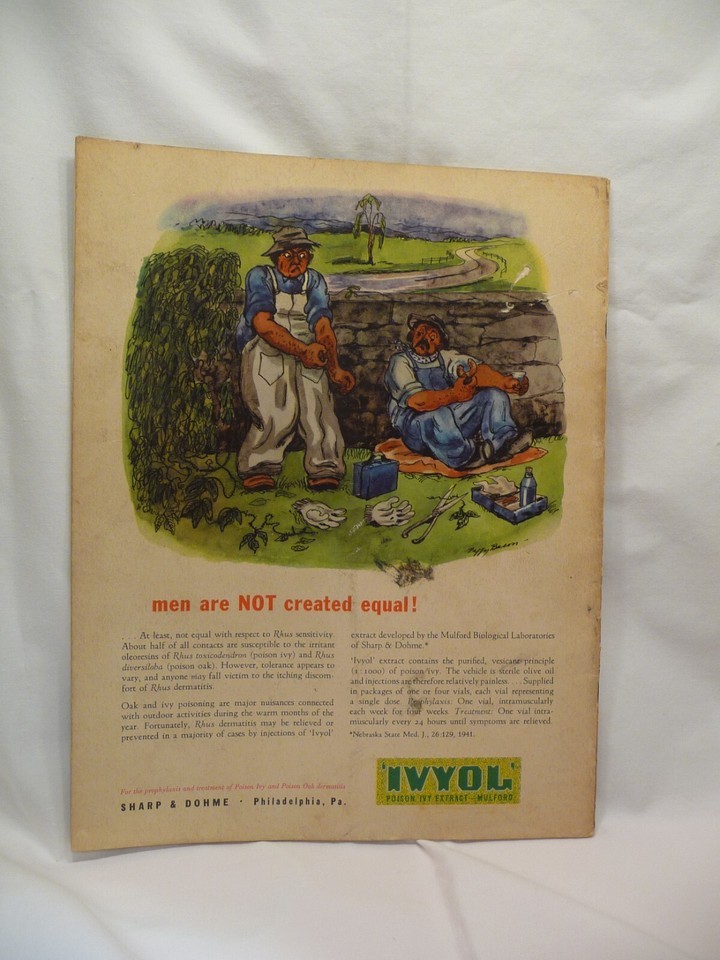 men are NOT created equal!
. . . . At least, not equal with respect to Rhus sensitivity.
About half of all contacts are susceptible to the irritant
oleoresins of Rhus toxicodendron (poison ivy) and Rhus
diversiloba (poison oak). However, tolerance appears to
vary, and anyone may fall victim to the itching discom-
fort of Rhus dermatitis.
Oak and ivy poisoning are major nuisances connected
with outdoor activities during the warm months of the
year. Fortunately, Rhus dermatitis may be relieved or
prevented in a majority of cases by injections of 'Ivyol'
extract developed by the Mulford Biological Laboratories
of Sharp & Dohme.*
'Ivyol' extract contains the purified, vesicant principle
(1:1000) of poison ivy. The vehicle is sterile olive oil
and injections are therefore relatively painless. . . . Supplied
in packages of one or four vials, each vial representing
a single dose. Prophylaxis: One vial, intramuscularly
each week for four weeks. Treatment: One vial intra-
muscularly every 24 hours until symptoms are relieved.
*Nebraska State Med. J., 26:129, 1941.
For the prophylaxis and treatment of Poison Ivy and Poison Oak dermatitis
SHARP & DOHME · Philadelphia, Pa.
'IVYOL'
POISON IVY EXTRACT—MULFORD